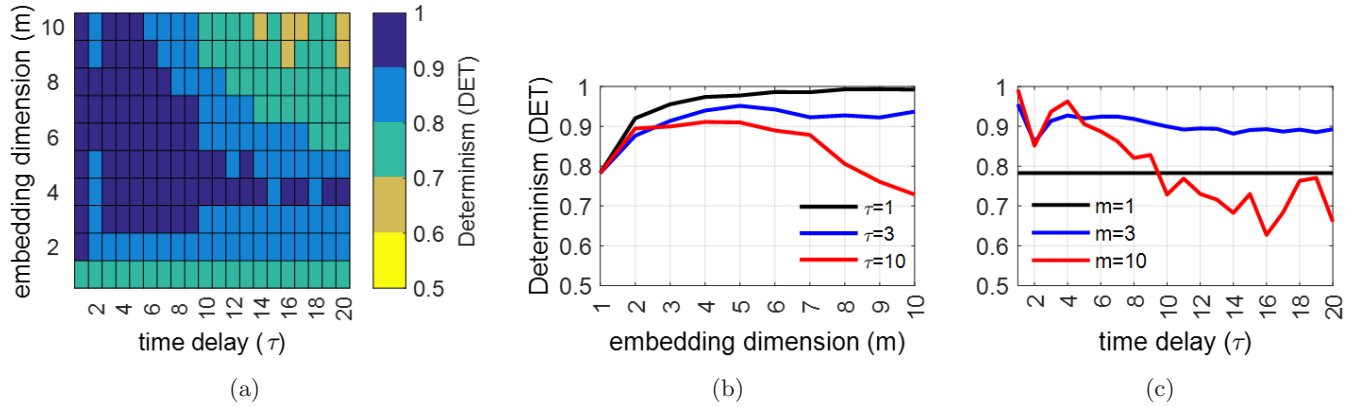 embedding dimension (m)
10
8
6
4
2
2 4 6 8 10 12 14 16 18 20
time delay (τ)
1
0.9
0.8
0.7
0.6
0.5
Determinism (DET)
(a)
Determinism (DET)
1
0.9
0.8
0.7
0.6
0.5
τ=1
τ=3
τ=10
1 2 3 4 5 6 7 8 9 10
embedding dimension (m)
(b)
1
0.9
0.8
0.7
0.6
0.5
m=1
m=3
m=10
2 4 6 8 10 12 14 16 18 20
time delay (τ)
(c)